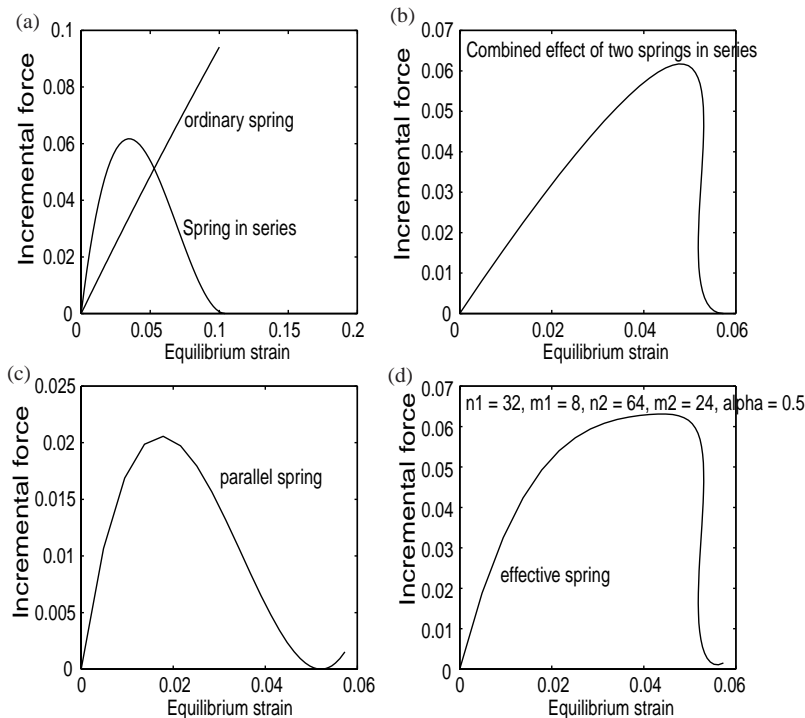 (a)
0.1
0.08
0.06
0.04
0.02
0
Incremental force
ordinary spring
Spring in series
0 0.05 0.1 0.15 0.2
Equilibrium strain
(b)
0.07
0.06
0.05
0.04
0.03
0.02
0.01
0
Incremental force
Combined effect of two springs in series
0 0.02 0.04 0.06
Equilibrium strain
(c)
0.025
0.02
0.015
0.01
0.005
0
Incremental force
parallel spring
0 0.02 0.04 0.06
Equilibrium strain
(d)
0.07
0.06
0.05
0.04
0.03
0.02
0.01
0
Incremental force
n1 = 32, m1 = 8, n2 = 64, m2 = 24, alpha = 0.5
effective spring
0 0.02 0.04 0.06
Equilibrium strain